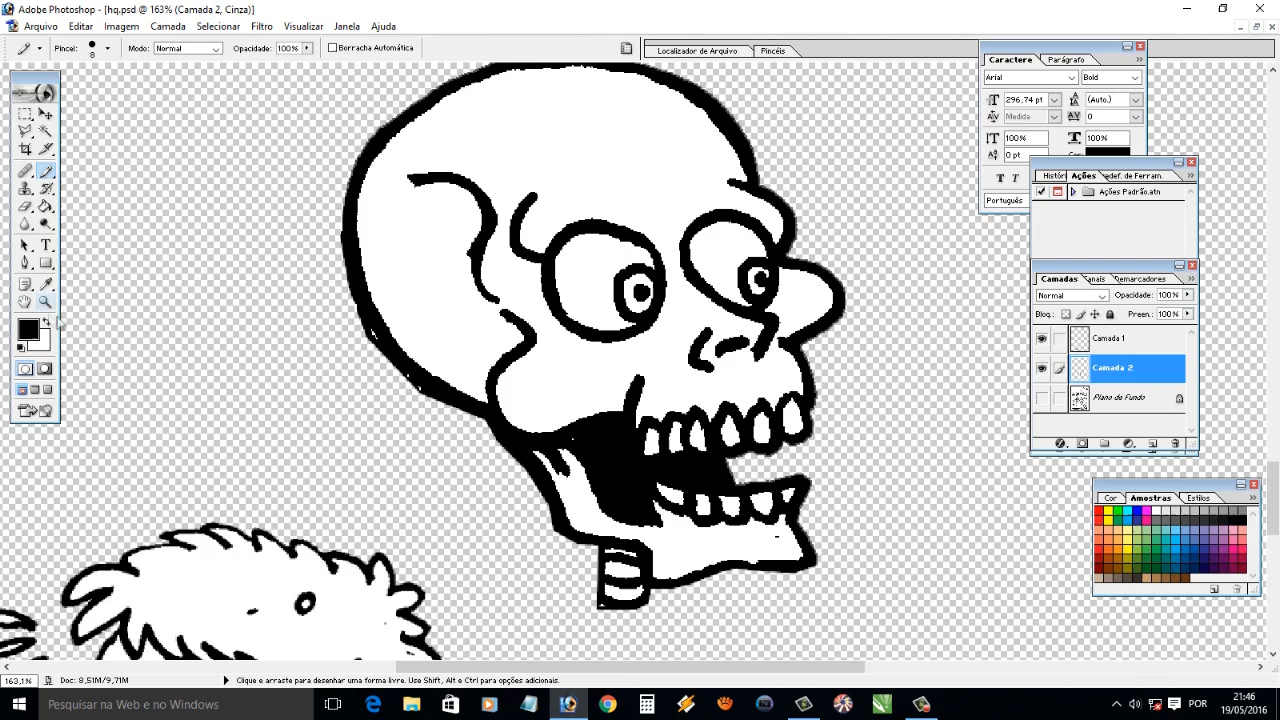 Adobe Photoshop - [hq.psd @ 163% (Camada 2, Cinza)]
Arquivo Editar Imagem Camada Selecionar Filtro Visualizar Janela Ajuda
Pincel: 8 Modo: Normal Opacidade: 100% Borracha Automática Localizador de Arquivo Pincéis
Caractere Parágrafo
Arial Bold
296,74 pt (Auto.)
Medida 0
100% 100%
0 pt
T T
Português
Ações
Ações Padrão.atn
Camadas Demarcadores
Normal Opacidade: 100%
Bloq.: Preen.: 100%
Camada 1
Camada 2
Plano de Fundo
Cor Amostras Estilos
163,1% Doc: 8,51M/9,71M Clique e arraste para desenhar uma forma livre. Use Shift, Alt e Ctrl para opções adicionais.
Pesquisar na Web e no Windows
POR
21:46
19/05/2016